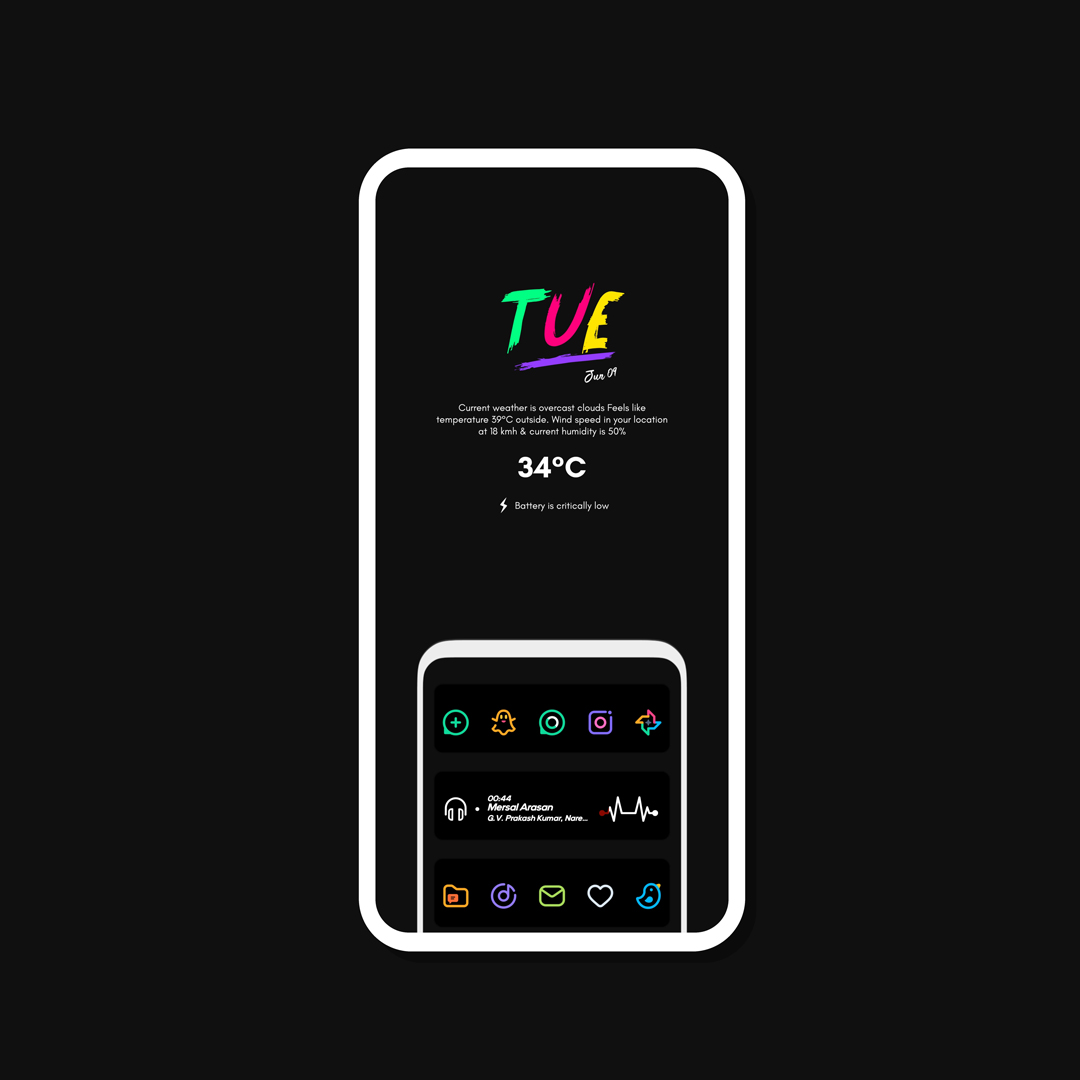 TUE
Jun 09
Current weather is overcast clouds Feels like
temperature 39°C outside. Wind speed in your location
at 18 kmh & current humidity is 50%
34°C
Battery is critically low
00:44
Mersal Arasan
G.V. Prakash Kumar, Nare...